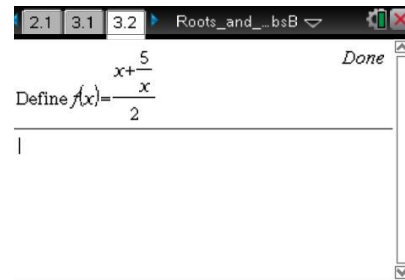 2.1 3.1 3.2 Roots_and_…bsB
Define f(x)=(x+5/x)/2 Done